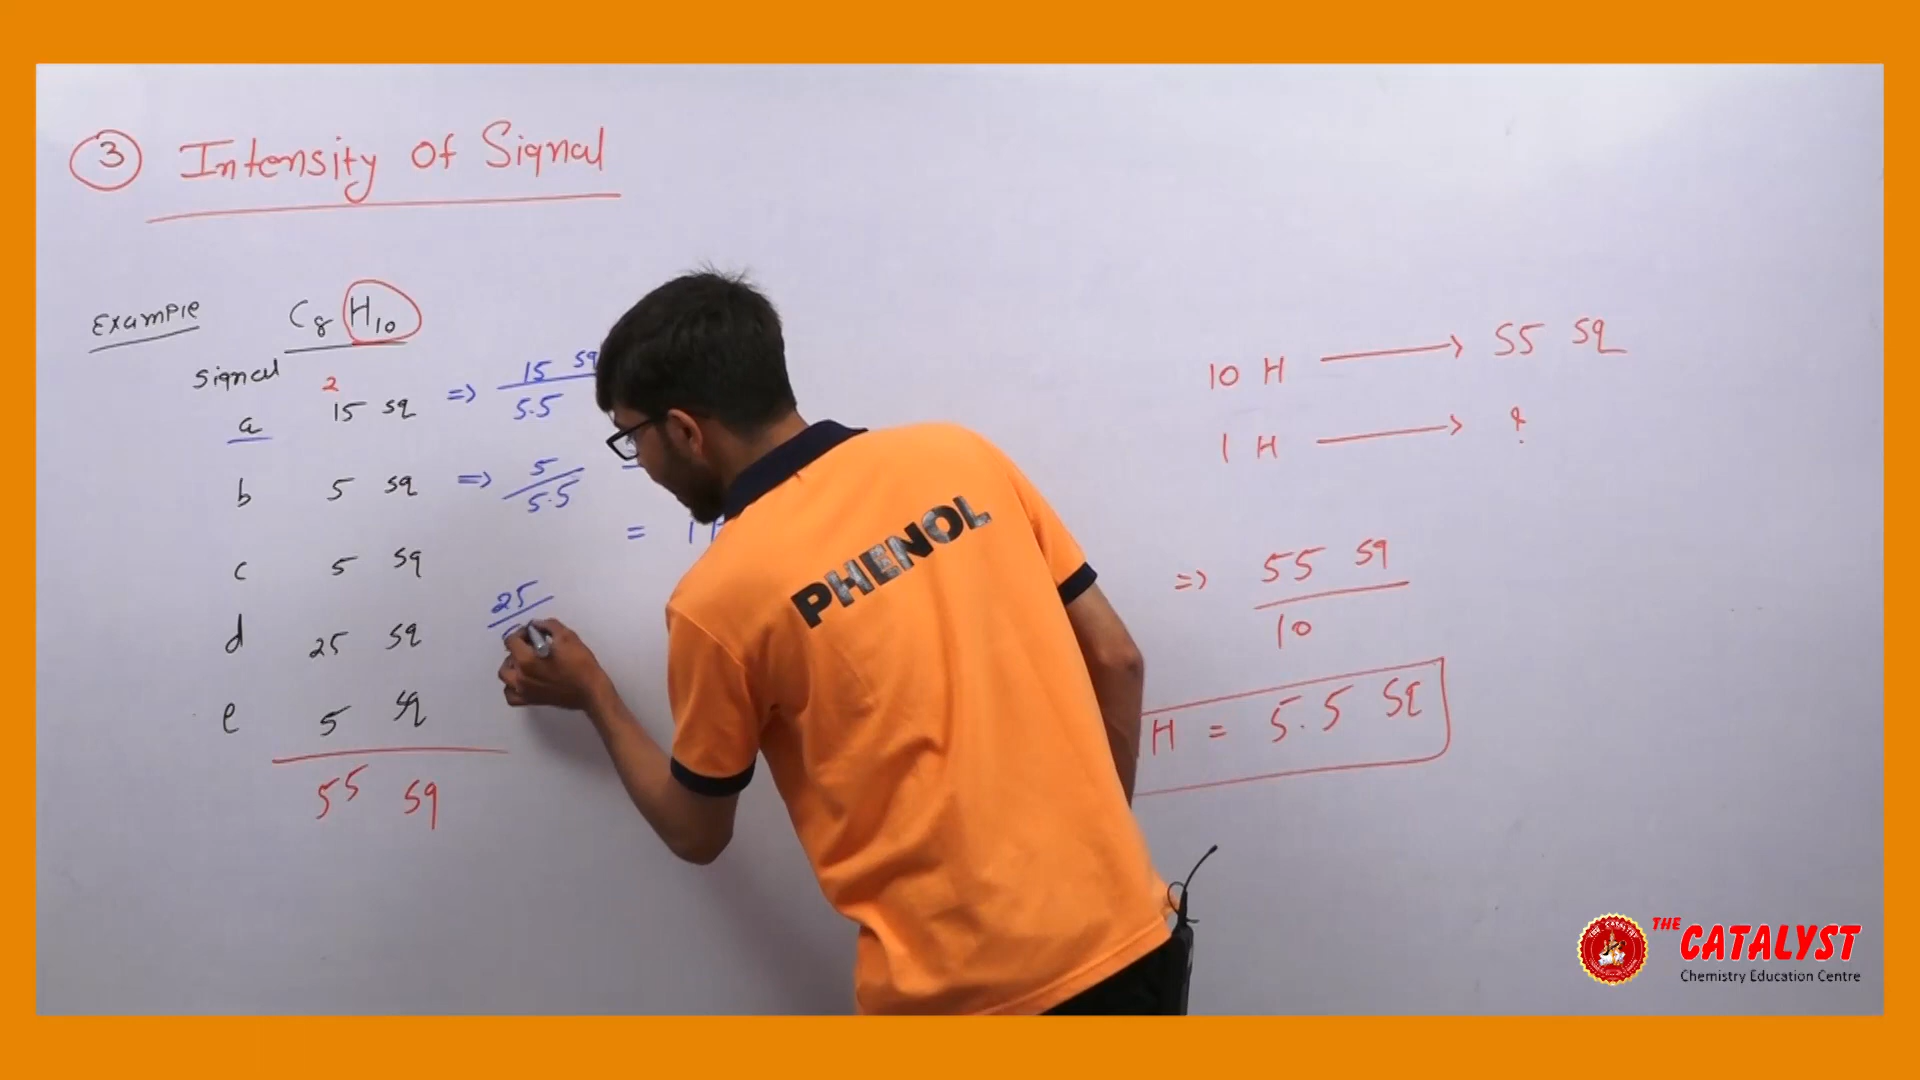 3 Intensity Of Signal
Example C8 H10
Signal
2
a 15 sq => 15 sq
5.5
b 5 sq => 5
5.5
= 1
c 5 sq
d 25 sq 25
e 5 sq
55 sq
10 H → 55 sq
1 H → ?
=> 55 sq
10
H = 5.5 sq
PHENOL
THE CATALYST
Chemistry Education Centre